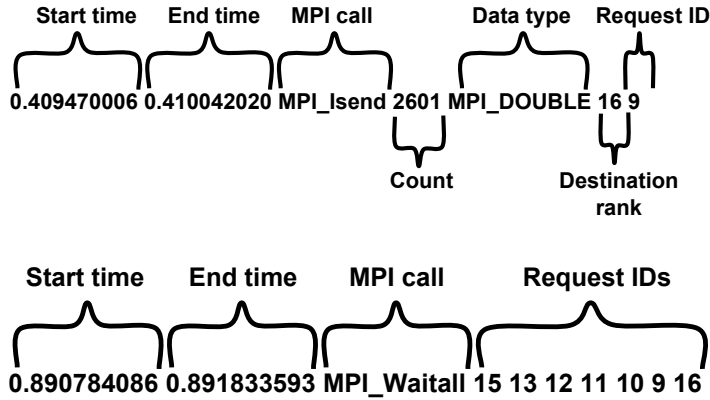 Start time End time MPI call Data type Request ID
0.409470006 0.410042020 MPI_Isend 2601 MPI_DOUBLE 16 9
Count Destination
rank
Start time End time MPI call Request IDs
0.890784086 0.891833593 MPI_Waitall 15 13 12 11 10 9 16